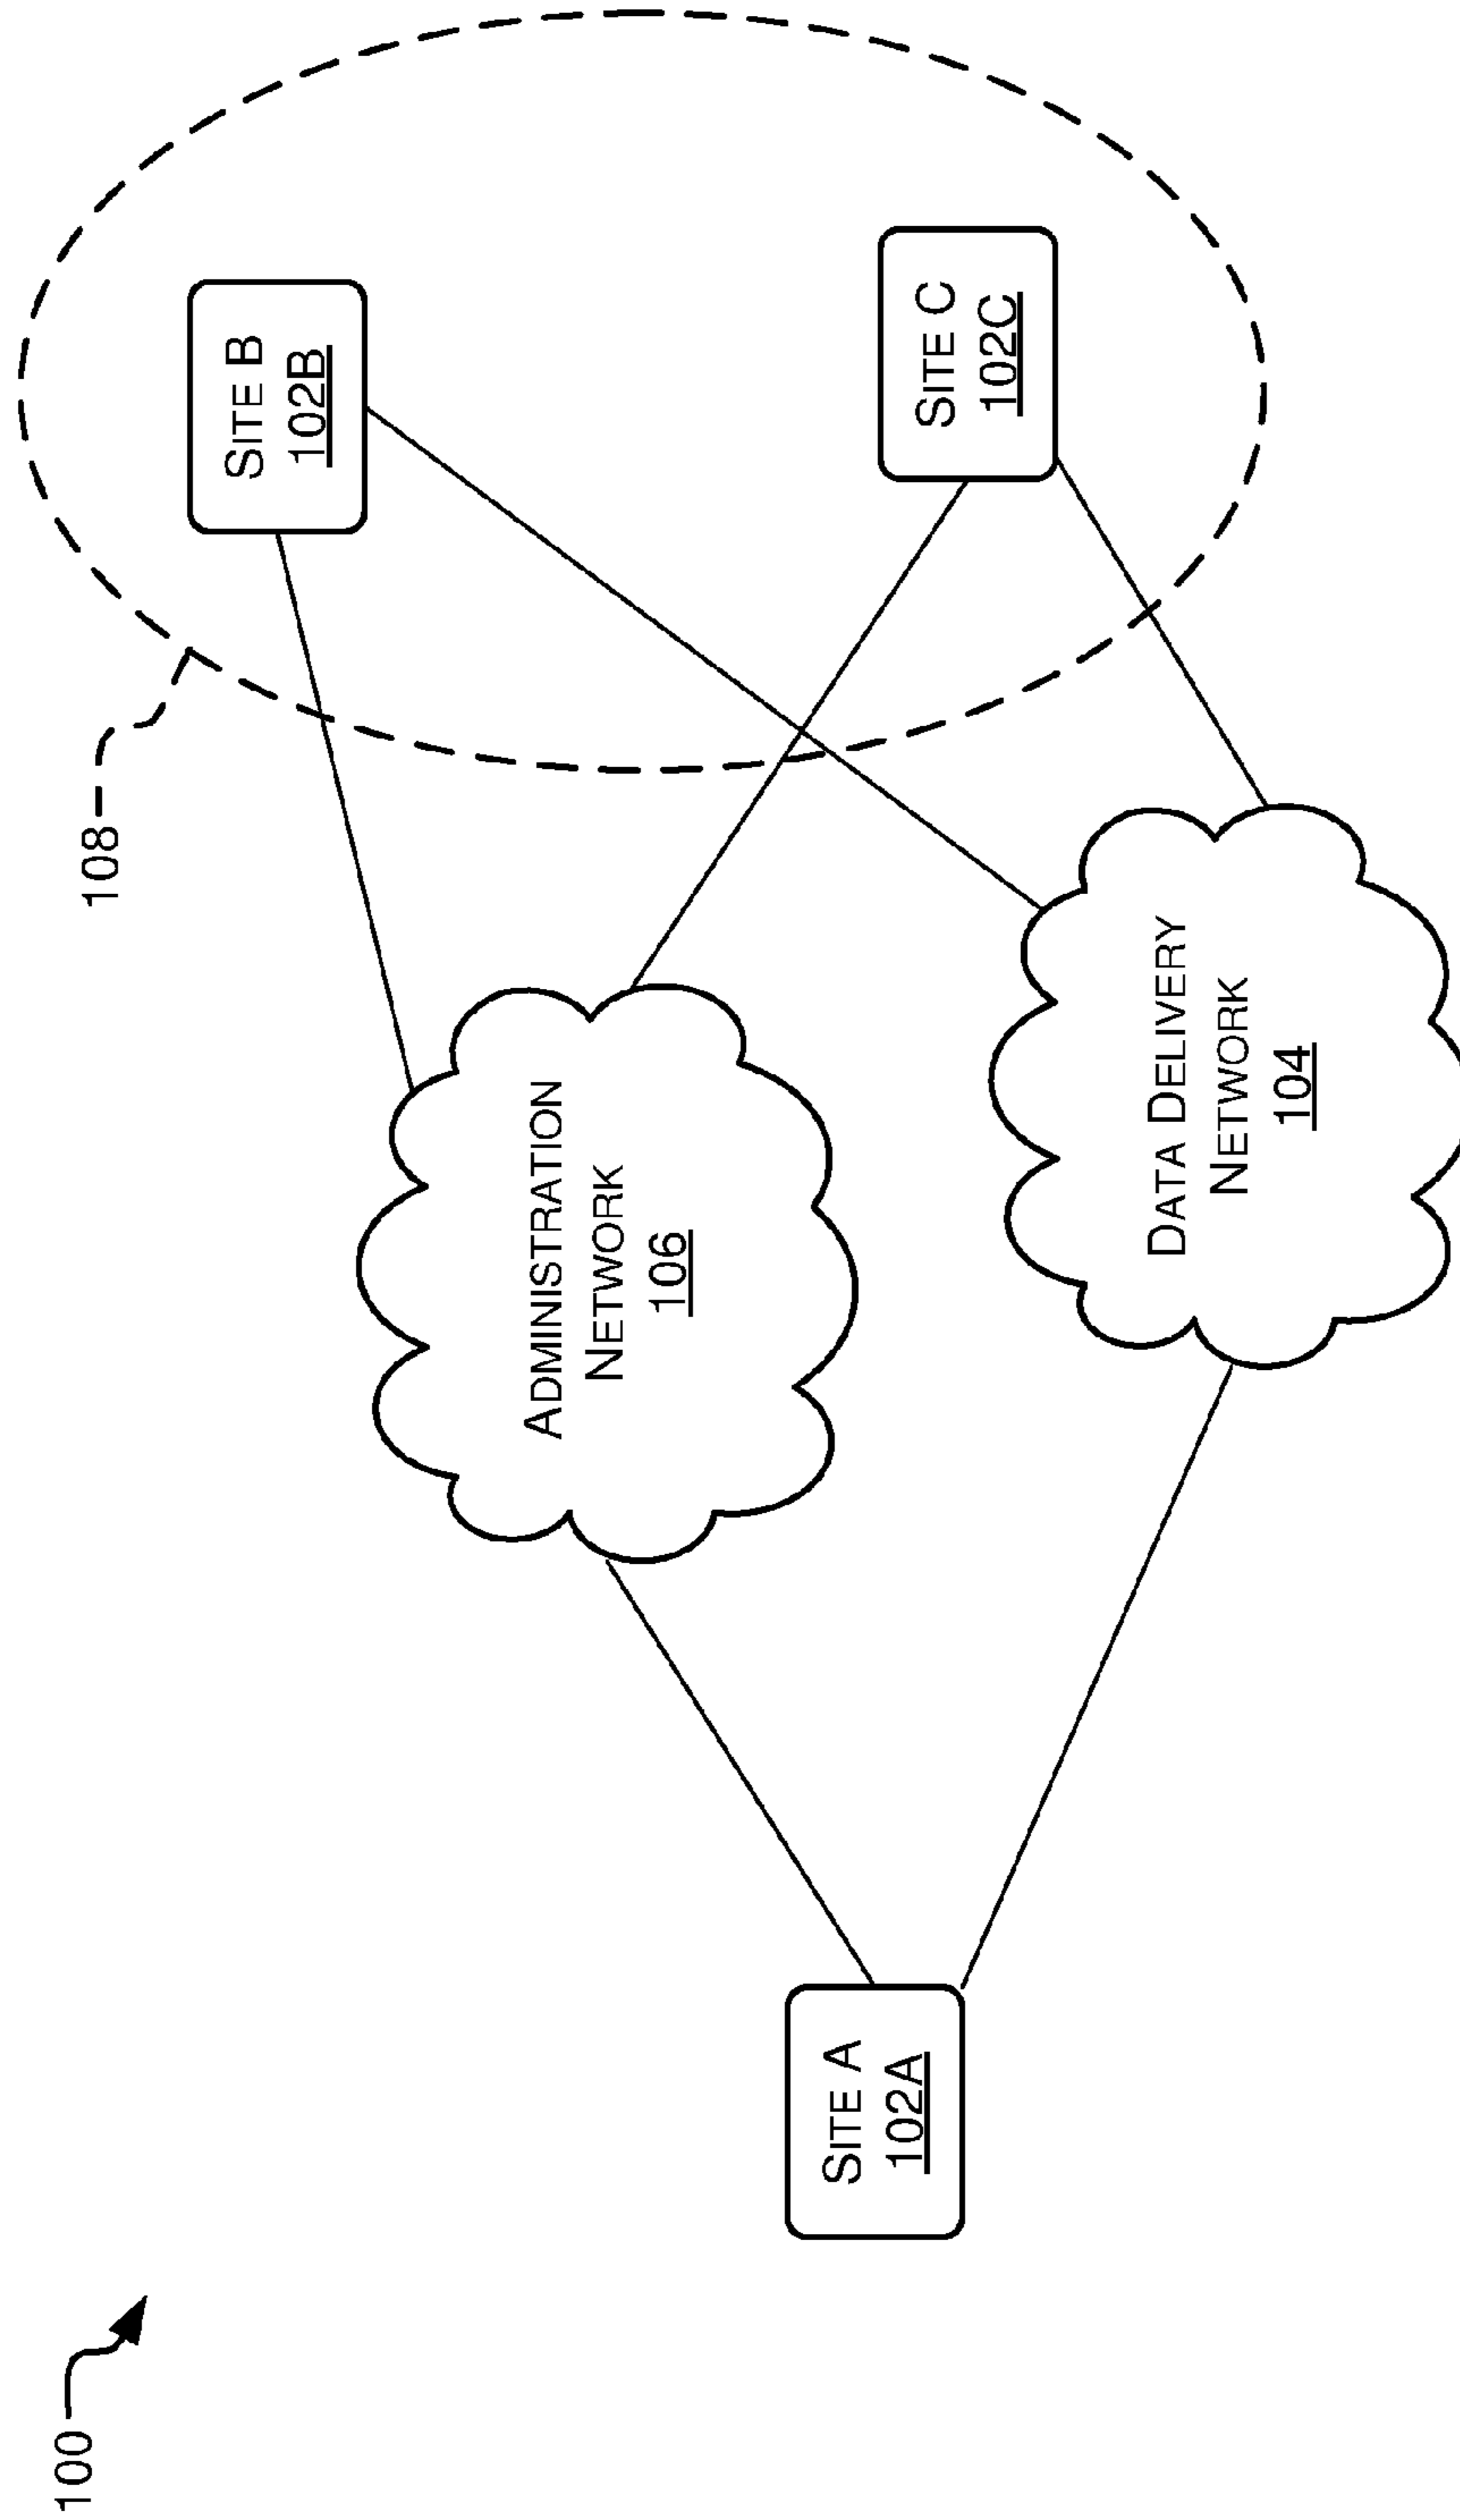 100
108
SITE B
102B
ADMINISTRATION
NETWORK
106
SITE A
102A
SITE C
102C
DATA DELIVERY
NETWORK
104